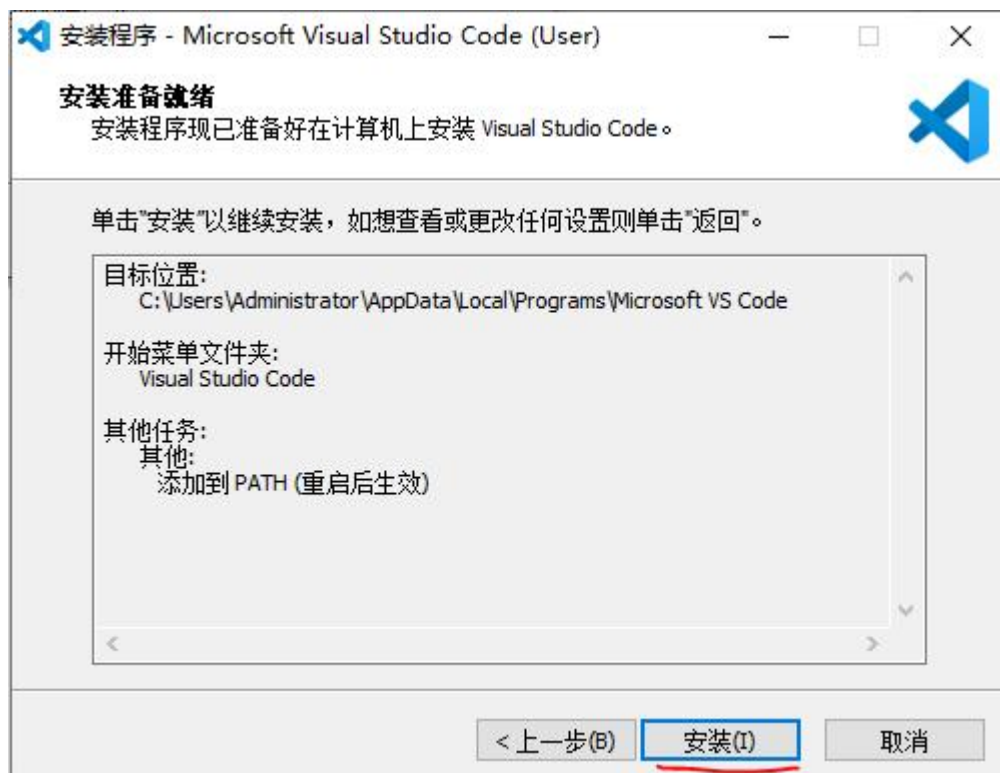 安装程序 - Microsoft Visual Studio Code (User)
安装准备就绪
安装程序现已准备好在计算机上安装 Visual Studio Code。
单击"安装"以继续安装，如想查看或更改任何设置则单击"返回"。
目标位置:
C:\Users\Administrator\AppData\Local\Programs\Microsoft VS Code
开始菜单文件夹:
Visual Studio Code
其他任务:
其他:
添加到 PATH (重启后生效)
< 上一步(B) 安装(I) 取消